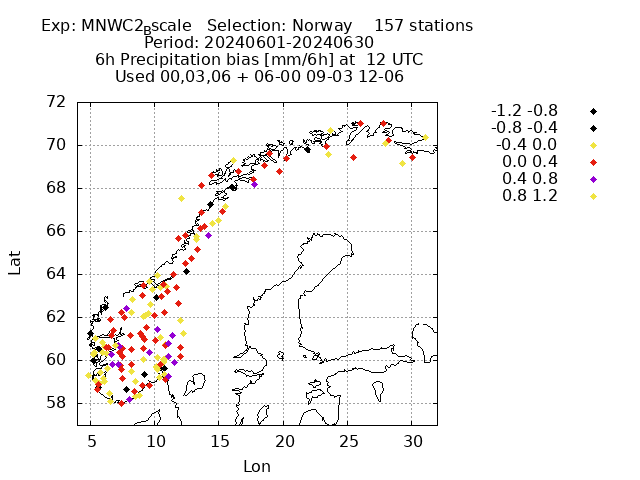 Exp: MNWC2Bscale   Selection: Norway    157 stations
Period: 20240601-20240630
6h Precipitation bias [mm/6h] at  12 UTC
Used 00,03,06 + 06-00 09-03 12-06
-1.2 -0.8
-0.8 -0.4
-0.4 0.0
0.0 0.4
0.4 0.8
0.8 1.2
72
70
68
66
64
62
60
58
Lat
5 10 15 20 25 30
Lon